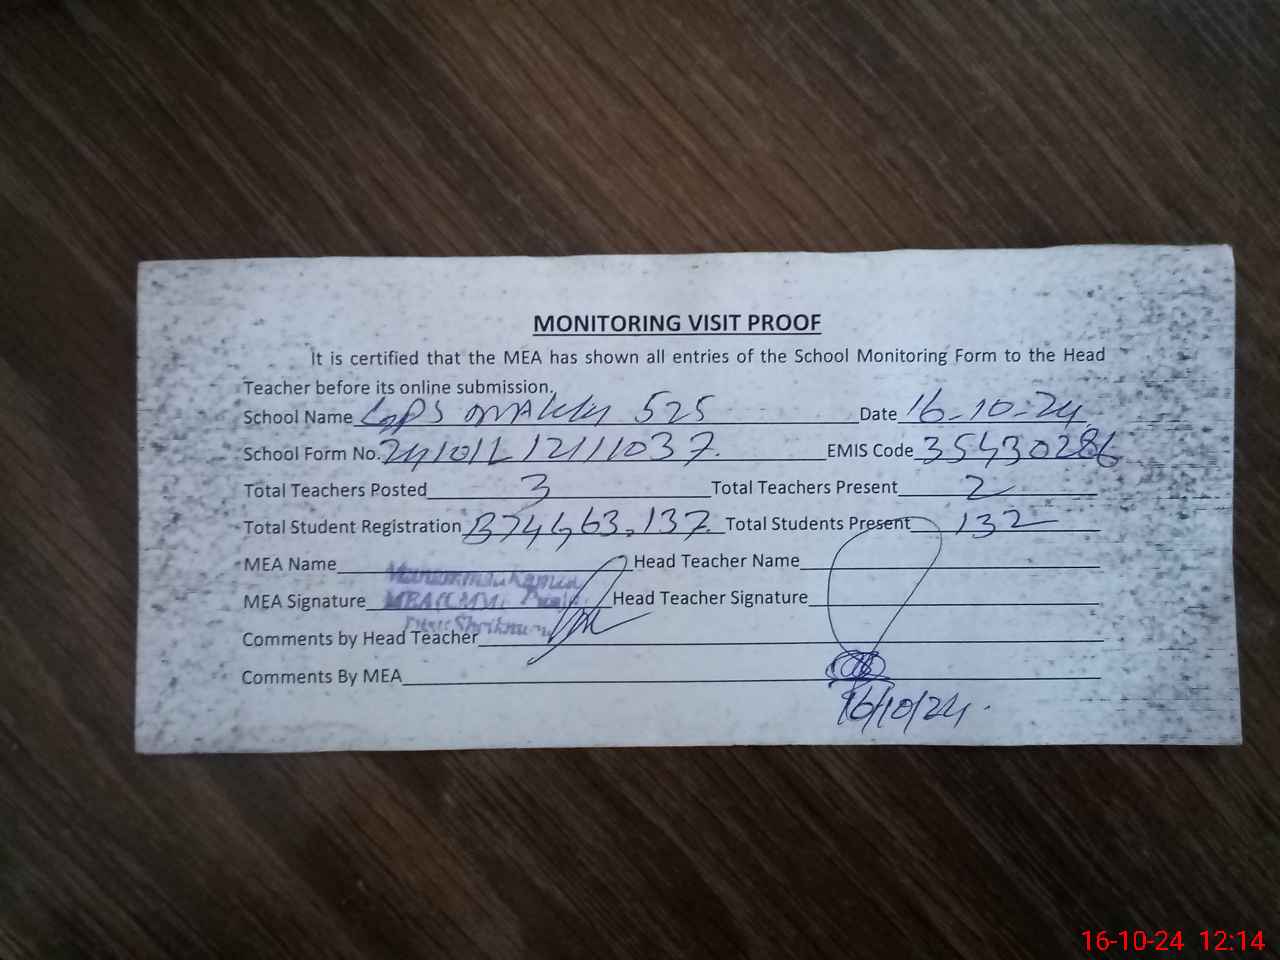 MONITORING VISIT PROOF
It is certified that the MEA has shown all entries of the School Monitoring Form to the Head
Teacher before its online submission.
School Name GPS 525 Date 16-10-24
School Form No. EMIS Code 35430286
Total Teachers Posted 3 Total Teachers Present 2
Total Student Registration B74G63.137 Total Students Present 132
MEA Name Head Teacher Name
MEA Signature Head Teacher Signature
Comments by Head Teacher
Comments By MEA
16/10/24.
16-10-24 12:14